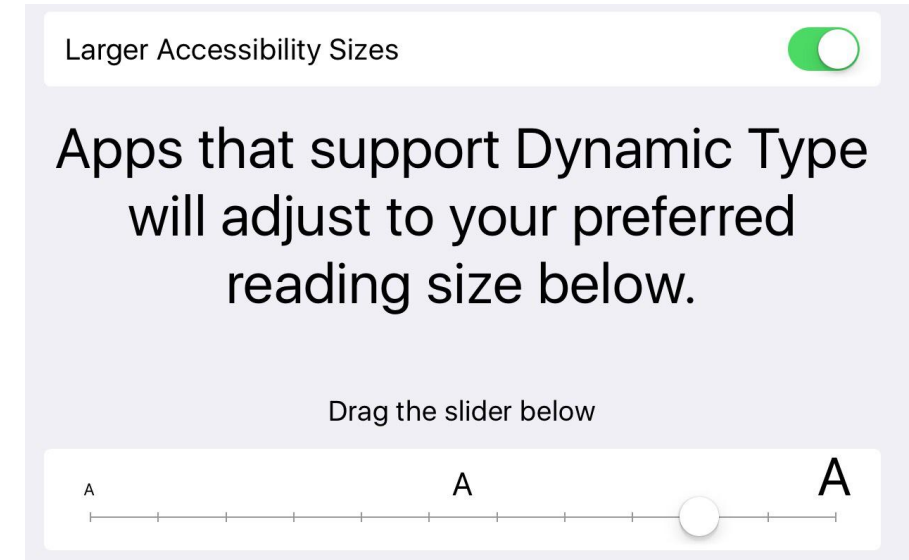 Larger Accessibility Sizes
Apps that support Dynamic Type
will adjust to your preferred
reading size below.
Drag the slider below
A A A